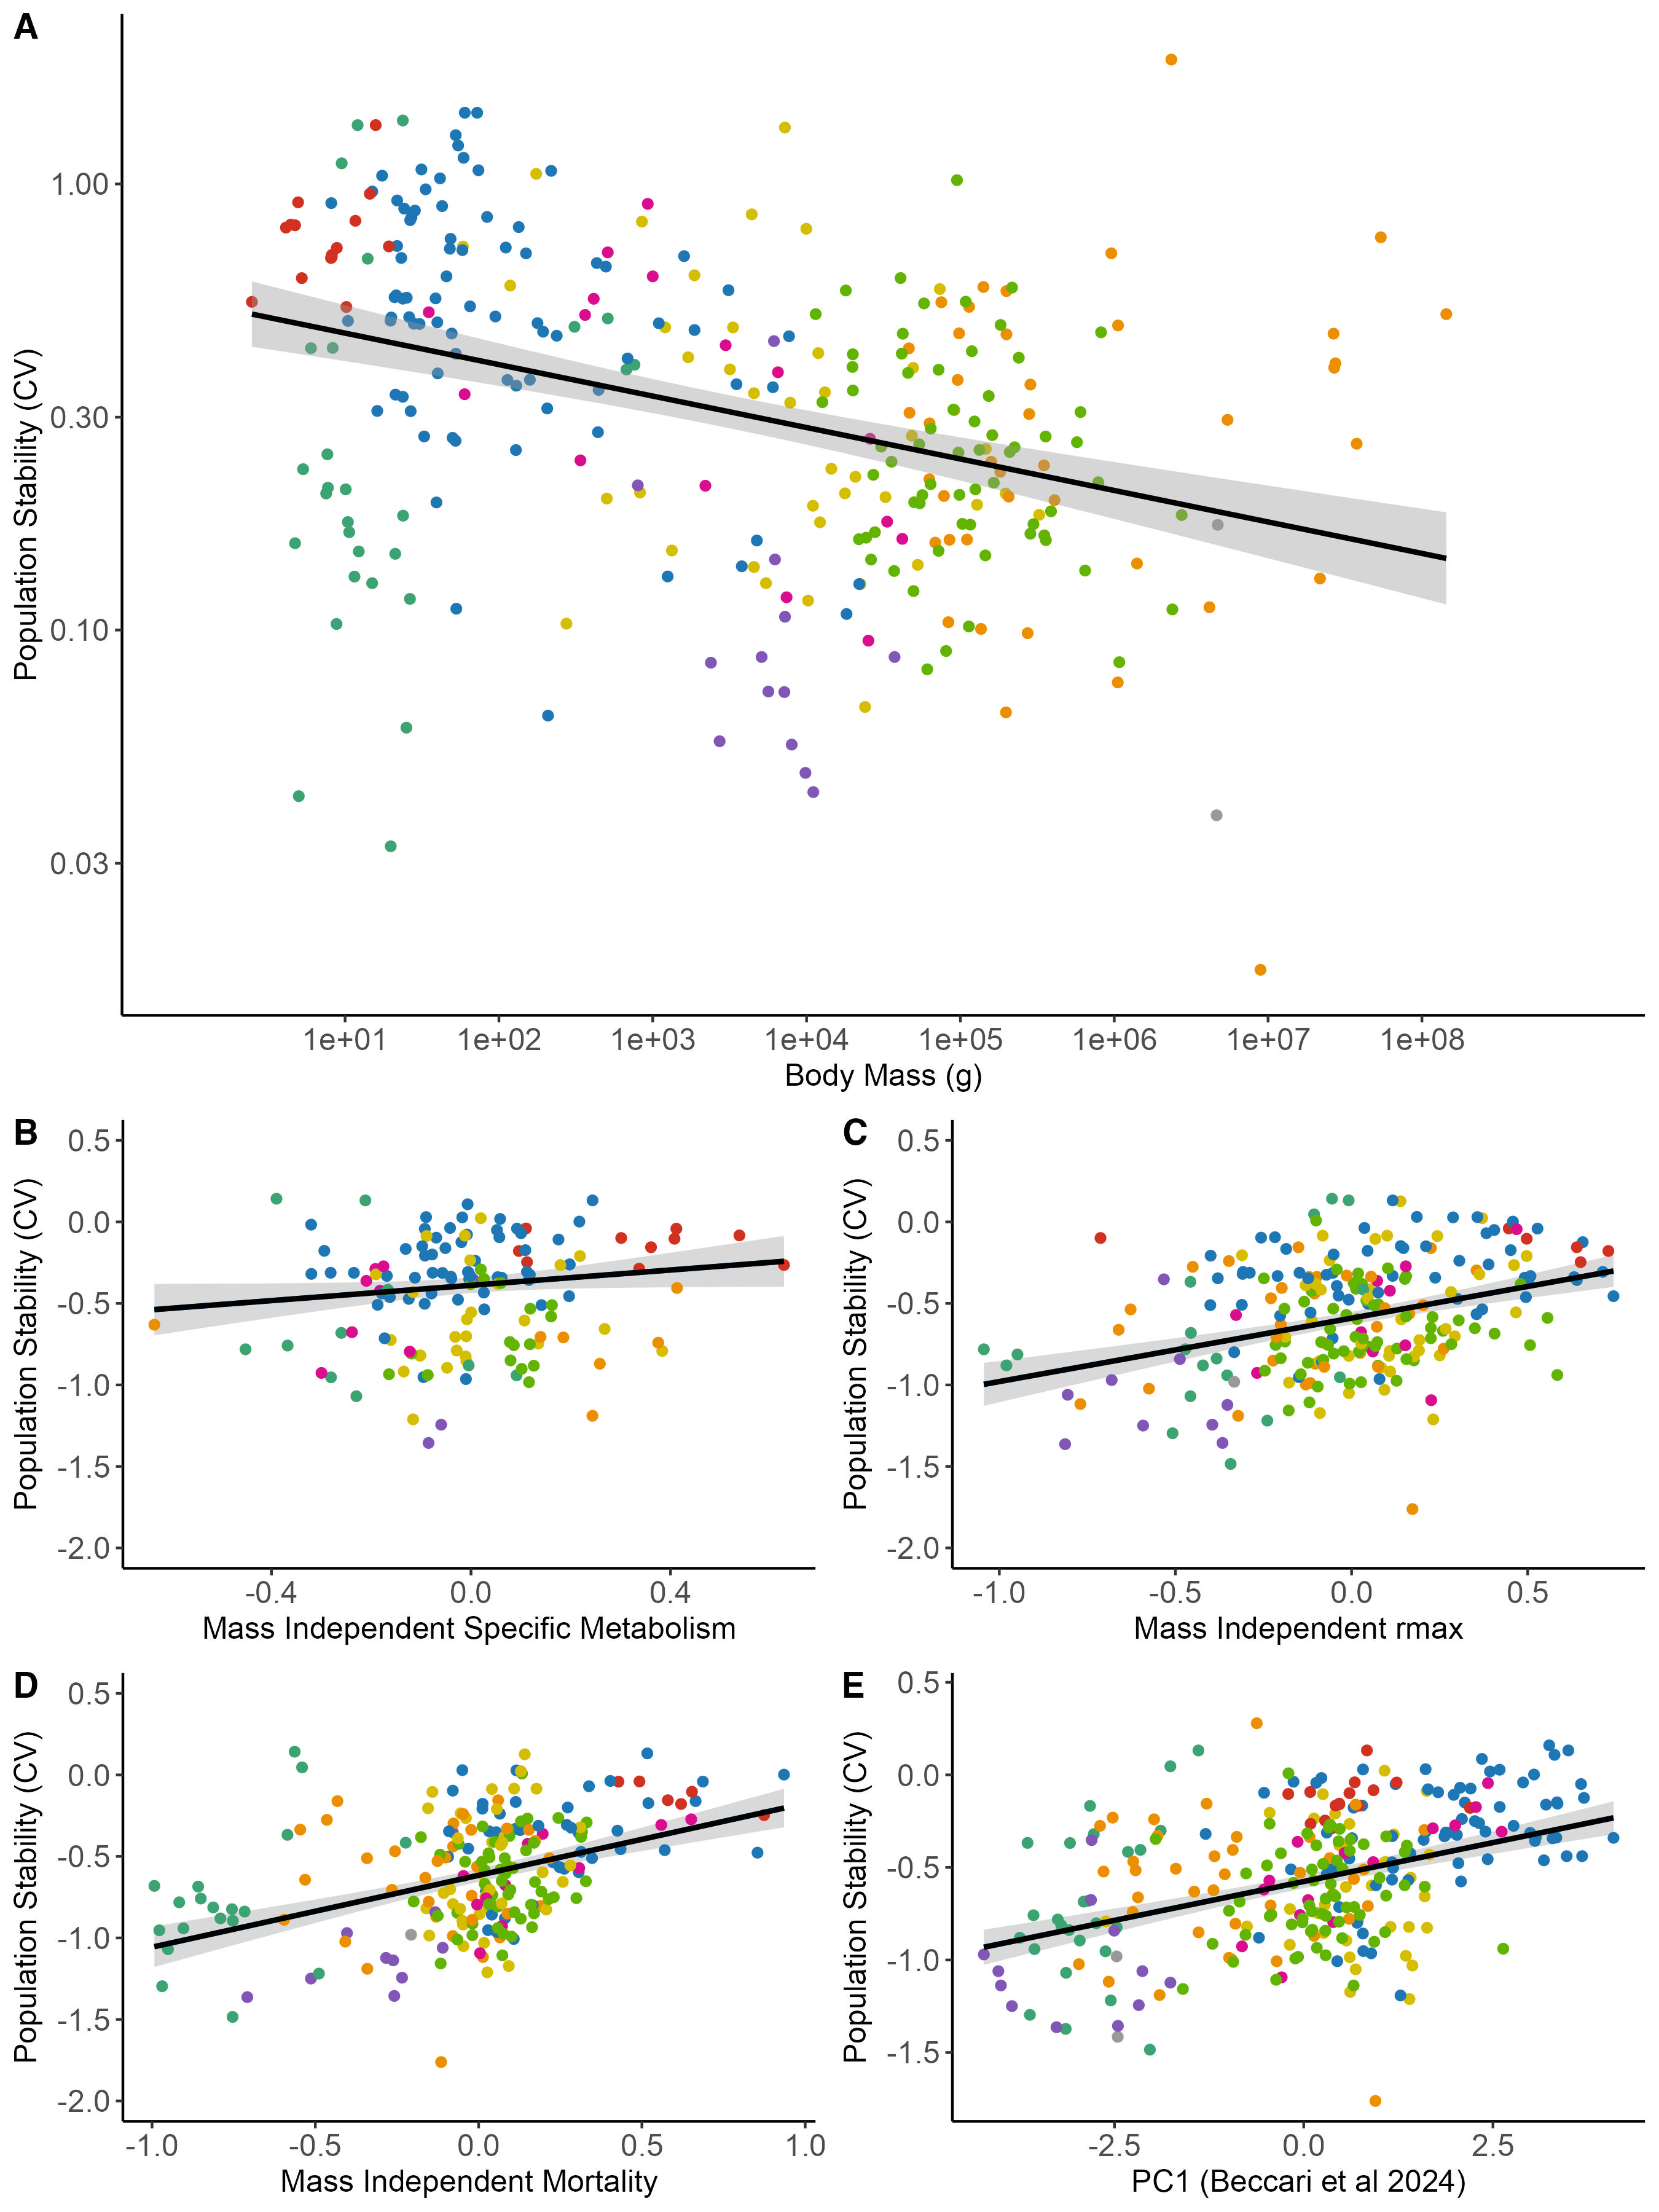 A
Population Stability (CV)
1.00
0.30
0.10
0.03
1e+01 1e+02 1e+03 1e+04 1e+05 1e+06 1e+07 1e+08
Body Mass (g)
B
Population Stability (CV)
0.5
0.0
-0.5
-1.0
-1.5
-2.0
-0.4 0.0 0.4
Mass Independent Specific Metabolism
C
Population Stability (CV)
0.5
0.0
-0.5
-1.0
-1.5
-2.0
-1.0 -0.5 0.0 0.5
Mass Independent rmax
D
Population Stability (CV)
0.5
0.0
-0.5
-1.0
-1.5
-2.0
-1.0 -0.5 0.0 0.5 1.0
Mass Independent Mortality
E
Population Stability (CV)
0.5
0.0
-0.5
-1.0
-1.5
-2.5 0.0 2.5
PC1 (Beccari et al 2024)